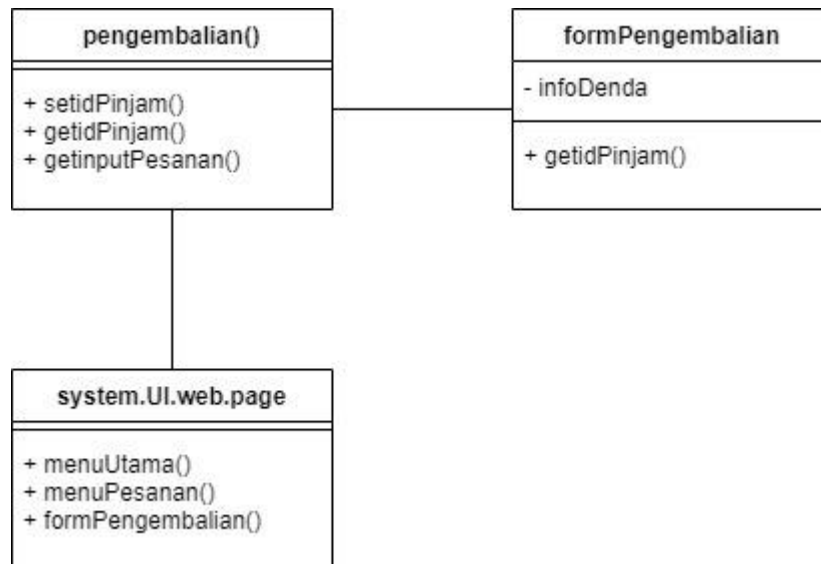 pengembalian()
+ setidPinjam()
+ getidPinjam()
+ getinputPesanan()
formPengembalian
- infoDenda
+ getidPinjam()
system.UI.web.page
+ menuUtama()
+ menuPesanan()
+ formPengembalian()